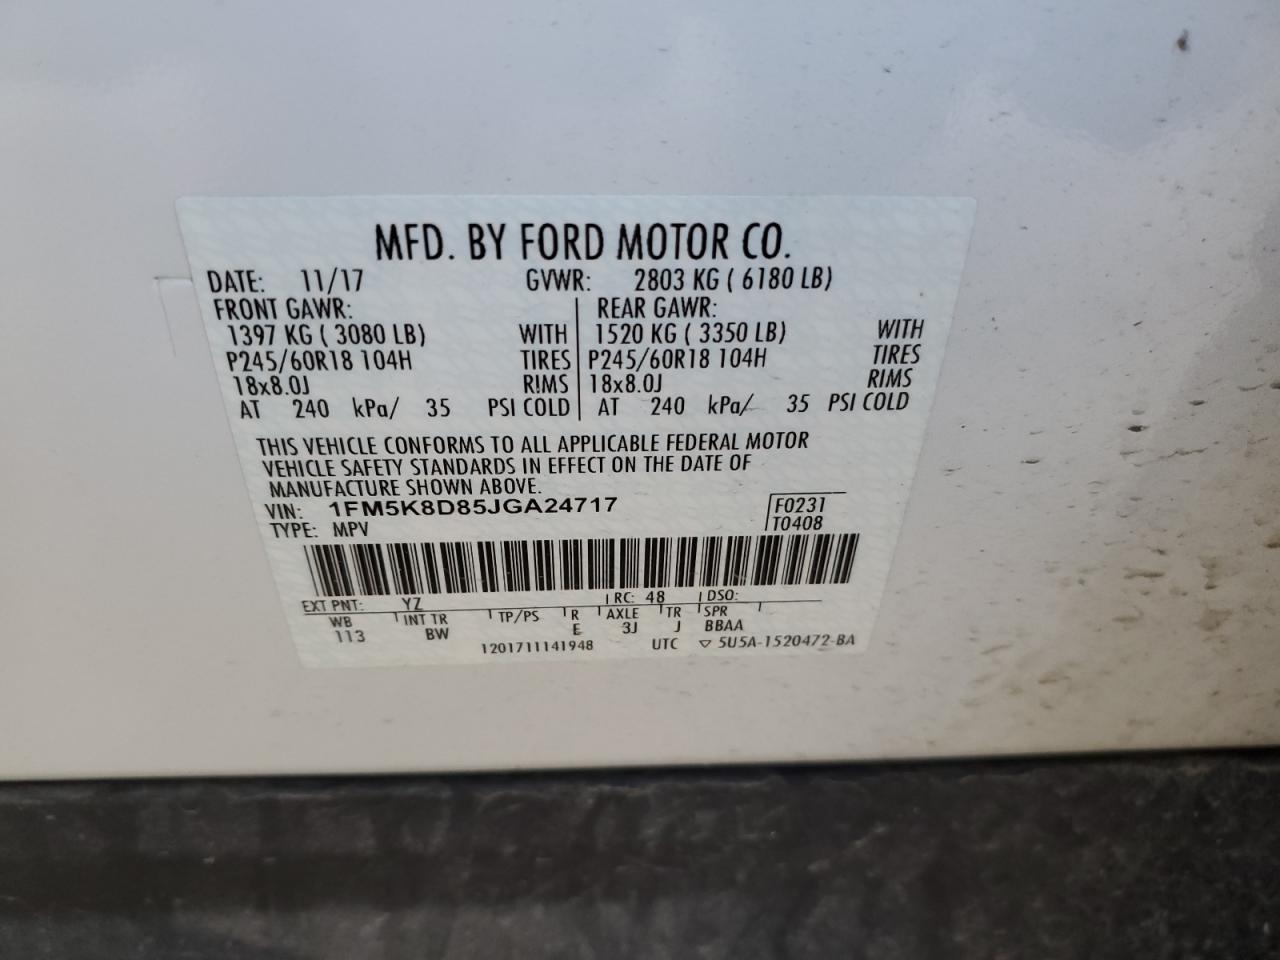 MFD. BY FORD MOTOR CO.
DATE: 11/17 GVWR: 2803 KG ( 6180 LB)
FRONT GAWR: REAR GAWR:
1397 KG ( 3080 LB) WITH 1520 KG ( 3350 LB) WITH
P245/60R18 104H TIRES P245/60R18 104H TIRES
18x8.0J RIMS 18x8.0J RIMS
AT 240 kPa/ 35 PSI COLD AT 240 kPa/ 35 PSI COLD
THIS VEHICLE CONFORMS TO ALL APPLICABLE FEDERAL MOTOR
VEHICLE SAFETY STANDARDS IN EFFECT ON THE DATE OF
MANUFACTURE SHOWN ABOVE.
VIN: 1FM5K8D85JGA24717 F0231
TYPE: MPV T0408
EXT PNT: YZ RC: 48 DSO:
WB INT TR TP/PS R AXLE TR SPR
113 BW E 3J J BBAA
1201711141948 UTC ▽ 5U5A-1520472-BA